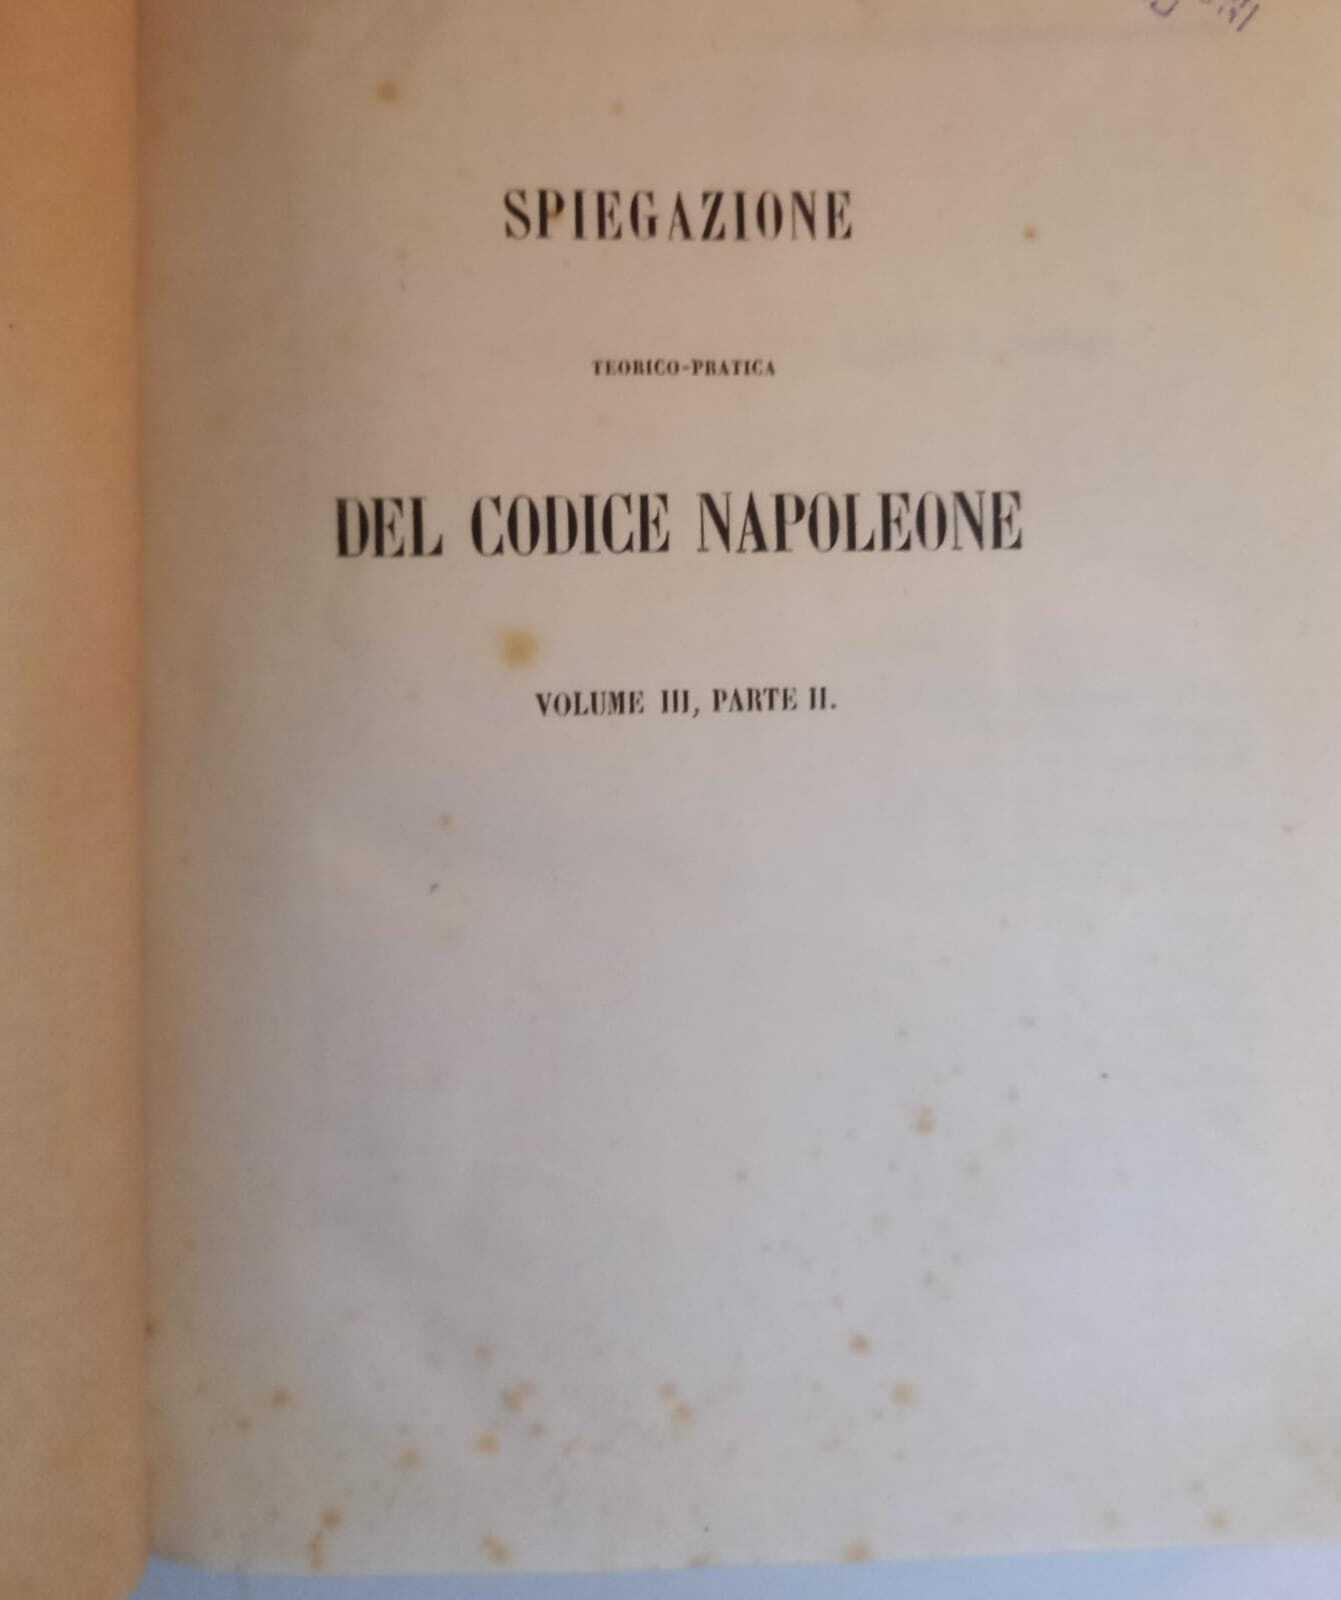 SPIEGAZIONE
TEORICO-PRATICA
DEL CODICE NAPOLEONE
VOLUME III, PARTE II.